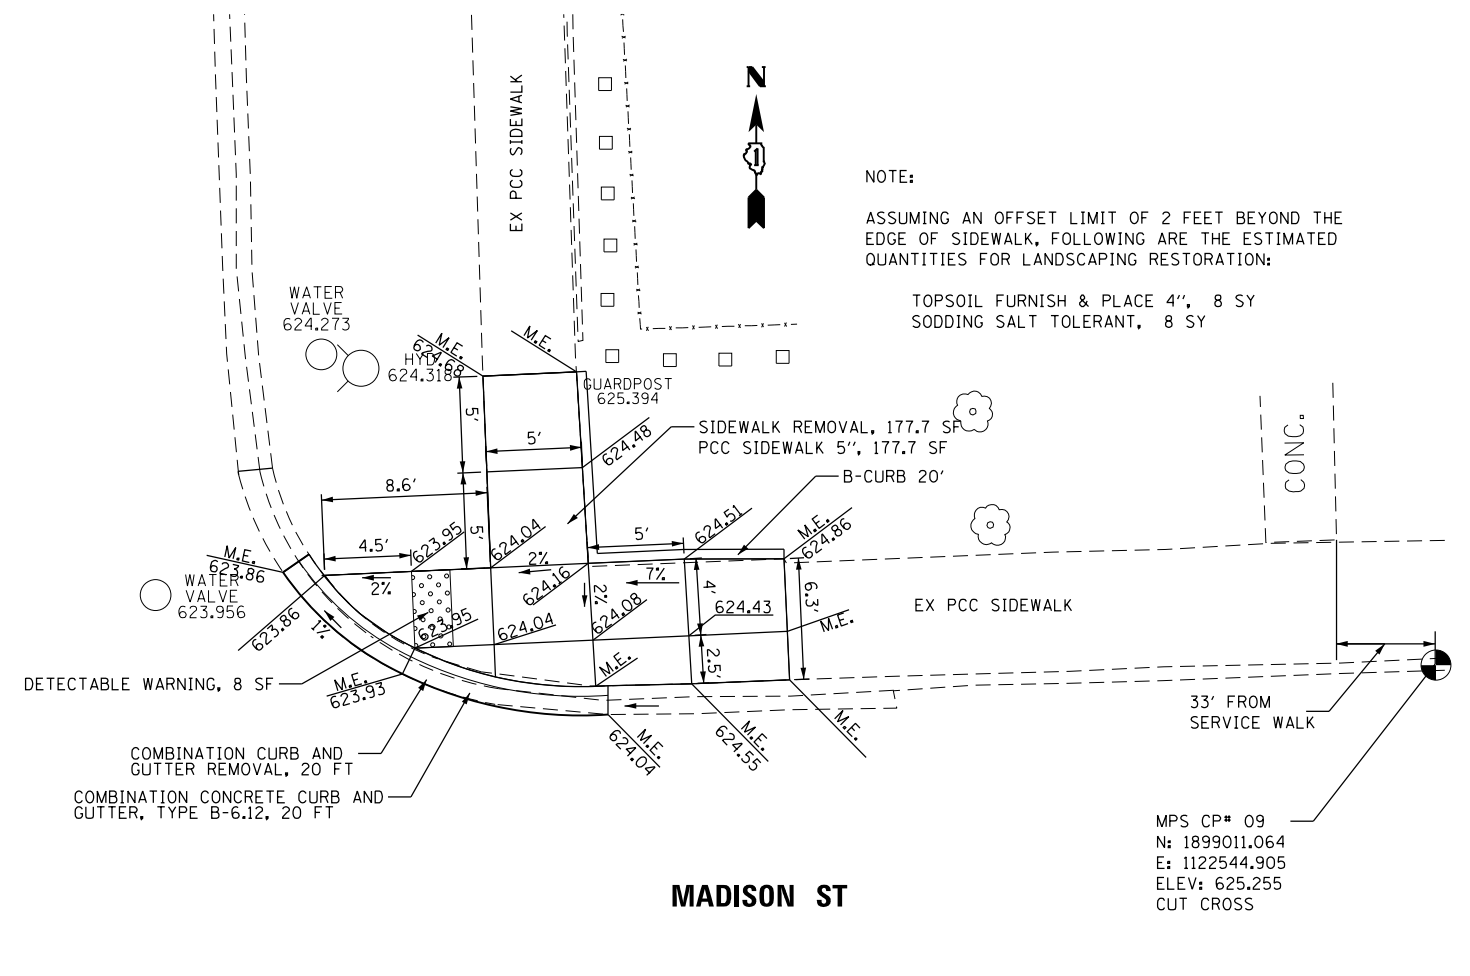 EX PCC SIDEWALK
N
1
NOTE:
ASSUMING AN OFFSET LIMIT OF 2 FEET BEYOND THE
EDGE OF SIDEWALK, FOLLOWING ARE THE ESTIMATED
QUANTITIES FOR LANDSCAPING RESTORATION:
TOPSOIL FURNISH & PLACE 4", 8 SY
SODDING SALT TOLERANT, 8 SY
WATER
VALVE
624.273
M.E.
624.68
M.E.
HYD
624.318
GUARDPOST
625.394
5'
5'
624.48
SIDEWALK REMOVAL, 177.7 SF
PCC SIDEWALK 5", 177.7 SF
B-CURB 20'
CONC.
8.6'
5'
4.5'
623.95
624.04
5'
624.51
M.E.
624.86
M.E.
623.86
WATER
VALVE
623.956
2%
2%
7%
624.16
2%
624.08
4'
624.43
6.3'
M.E.
EX PCC SIDEWALK
623.86
1%
623.95
624.04
M.E.
2.5'
DETECTABLE WARNING, 8 SF
M.E.
623.93
M.E.
624.04
M.E.
624.55
M.E.
33' FROM
SERVICE WALK
COMBINATION CURB AND
GUTTER REMOVAL, 20 FT
COMBINATION CONCRETE CURB AND
GUTTER, TYPE B-6.12, 20 FT
MPS CP# 09
N: 1899011.064
E: 1122544.905
ELEV: 625.255
CUT CROSS
MADISON ST